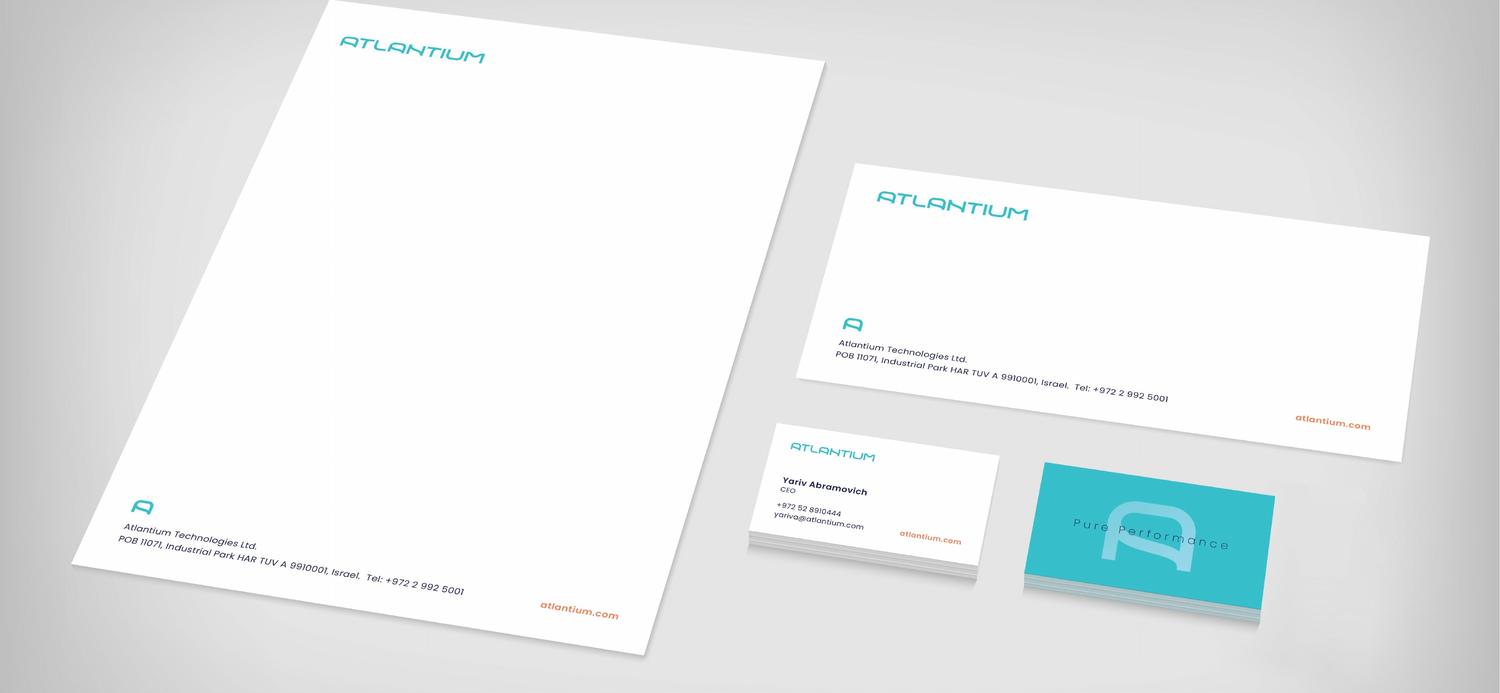 ATLANTIUM
Atlantium Technologies Ltd.
POB 11071, Industrial Park HAR TUV A 9910001, Israel. Tel: +972 2 992 5001
atlantium.com
ATLANTIUM
Atlantium Technologies Ltd.
POB 11071, Industrial Park HAR TUV A 9910001, Israel. Tel: +972 2 992 5001
atlantium.com
ATLANTIUM
Yariv Abramovich
CEO
+972 52 8910444
yariva@atlantium.com
atlantium.com
Pure Performance